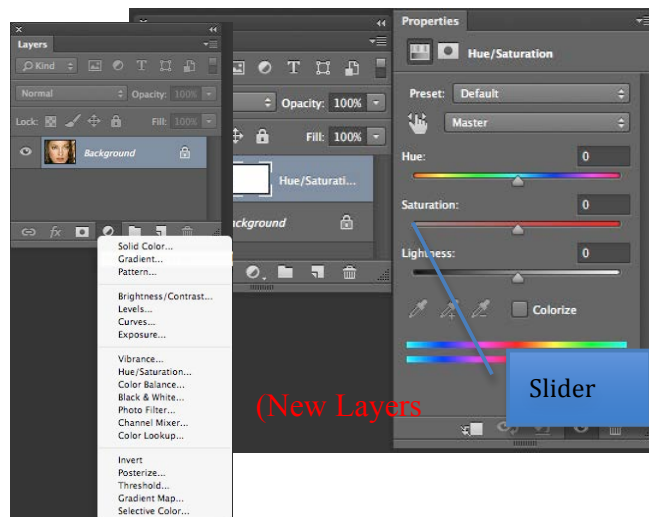 Layers
Kind
Normal Opacity: 100%
Lock: Fill: 100%
Background
fx
Solid Color...
Gradient...
Pattern...
Brightness/Contrast...
Levels...
Curves...
Exposure...
Vibrance...
Hue/Saturation...
Color Balance...
Black & White...
Photo Filter...
Channel Mixer...
Color Lookup...
Invert
Posterize...
Threshold...
Gradient Map...
Selective Color...
Opacity: 100%
Fill: 100%
Hue/Saturati...
ckground
(New Layers
Properties
Hue/Saturation
Preset: Default
Master
Hue: 0
Saturation: 0
Lightness: 0
Colorize
Slider